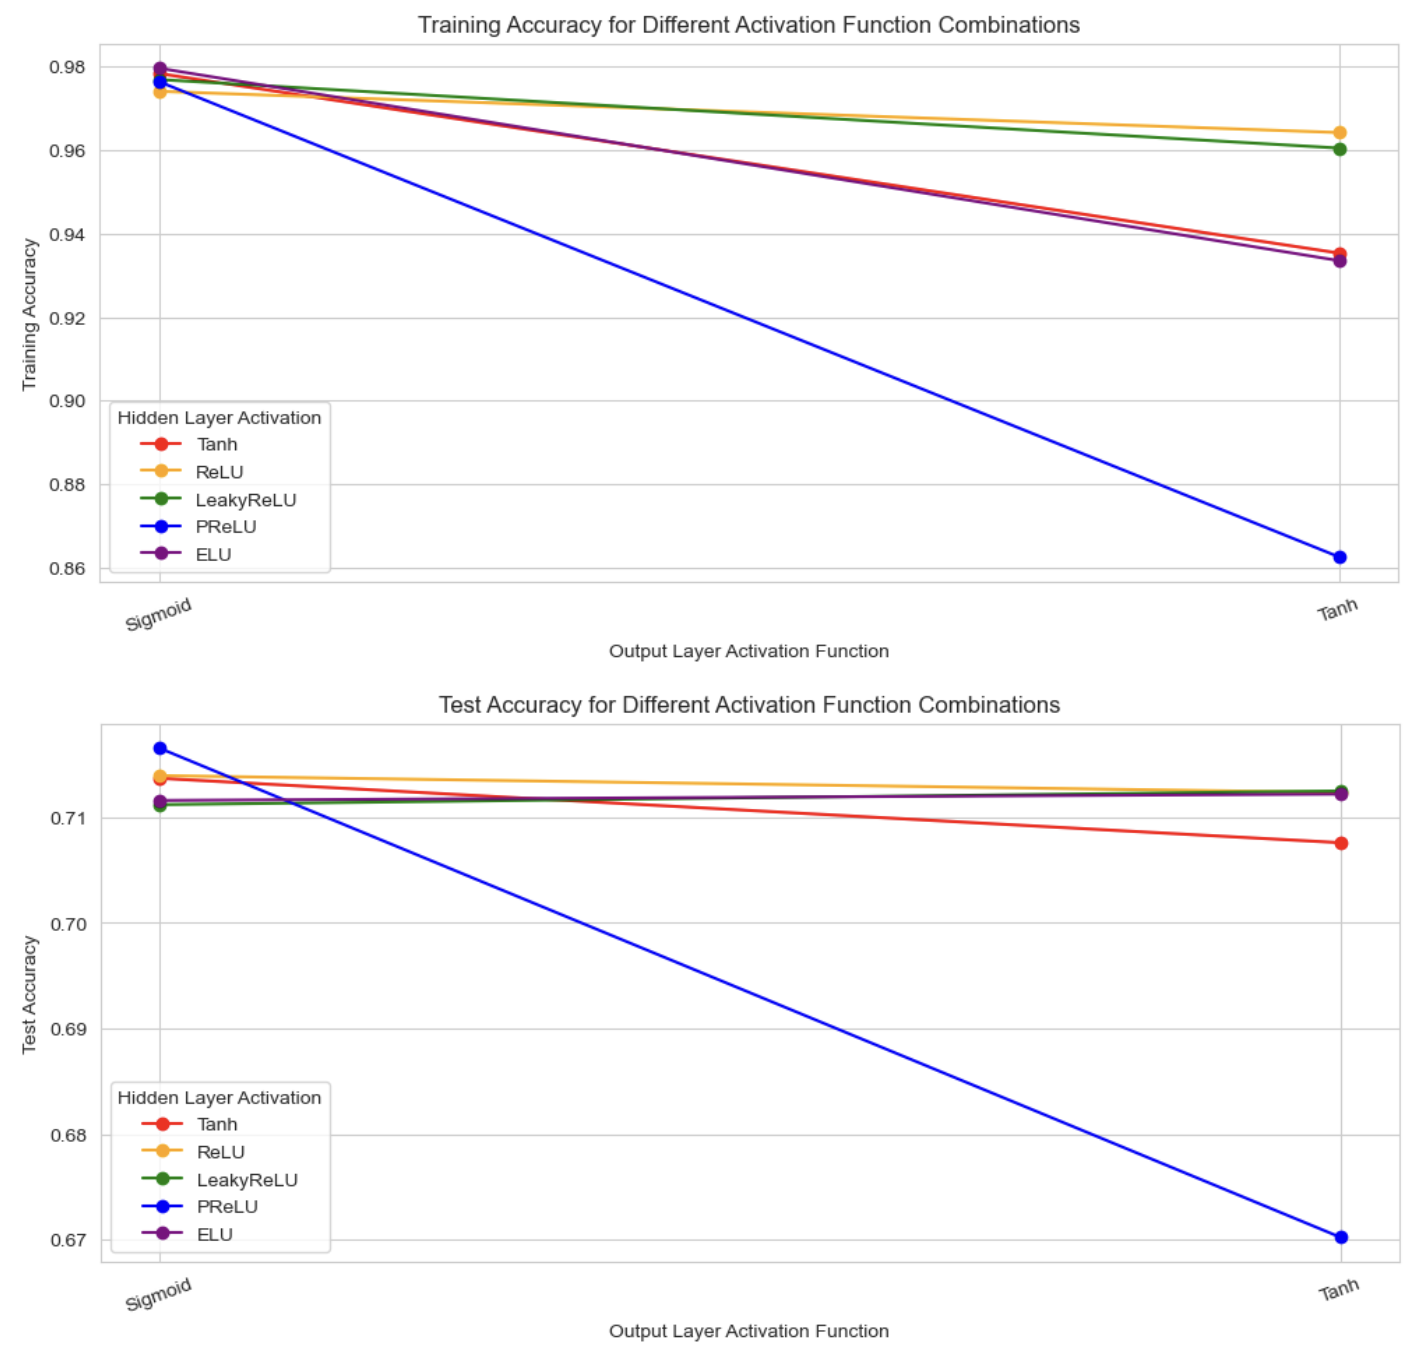 Training Accuracy for Different Activation Function Combinations
0.98
0.96
0.94
0.92
0.90
0.88
0.86
Training Accuracy
Hidden Layer Activation
Tanh
ReLU
LeakyReLU
PReLU
ELU
Sigmoid
Tanh
Output Layer Activation Function
Test Accuracy for Different Activation Function Combinations
0.71
0.70
0.69
0.68
0.67
Test Accuracy
Hidden Layer Activation
Tanh
ReLU
LeakyReLU
PReLU
ELU
Sigmoid
Tanh
Output Layer Activation Function